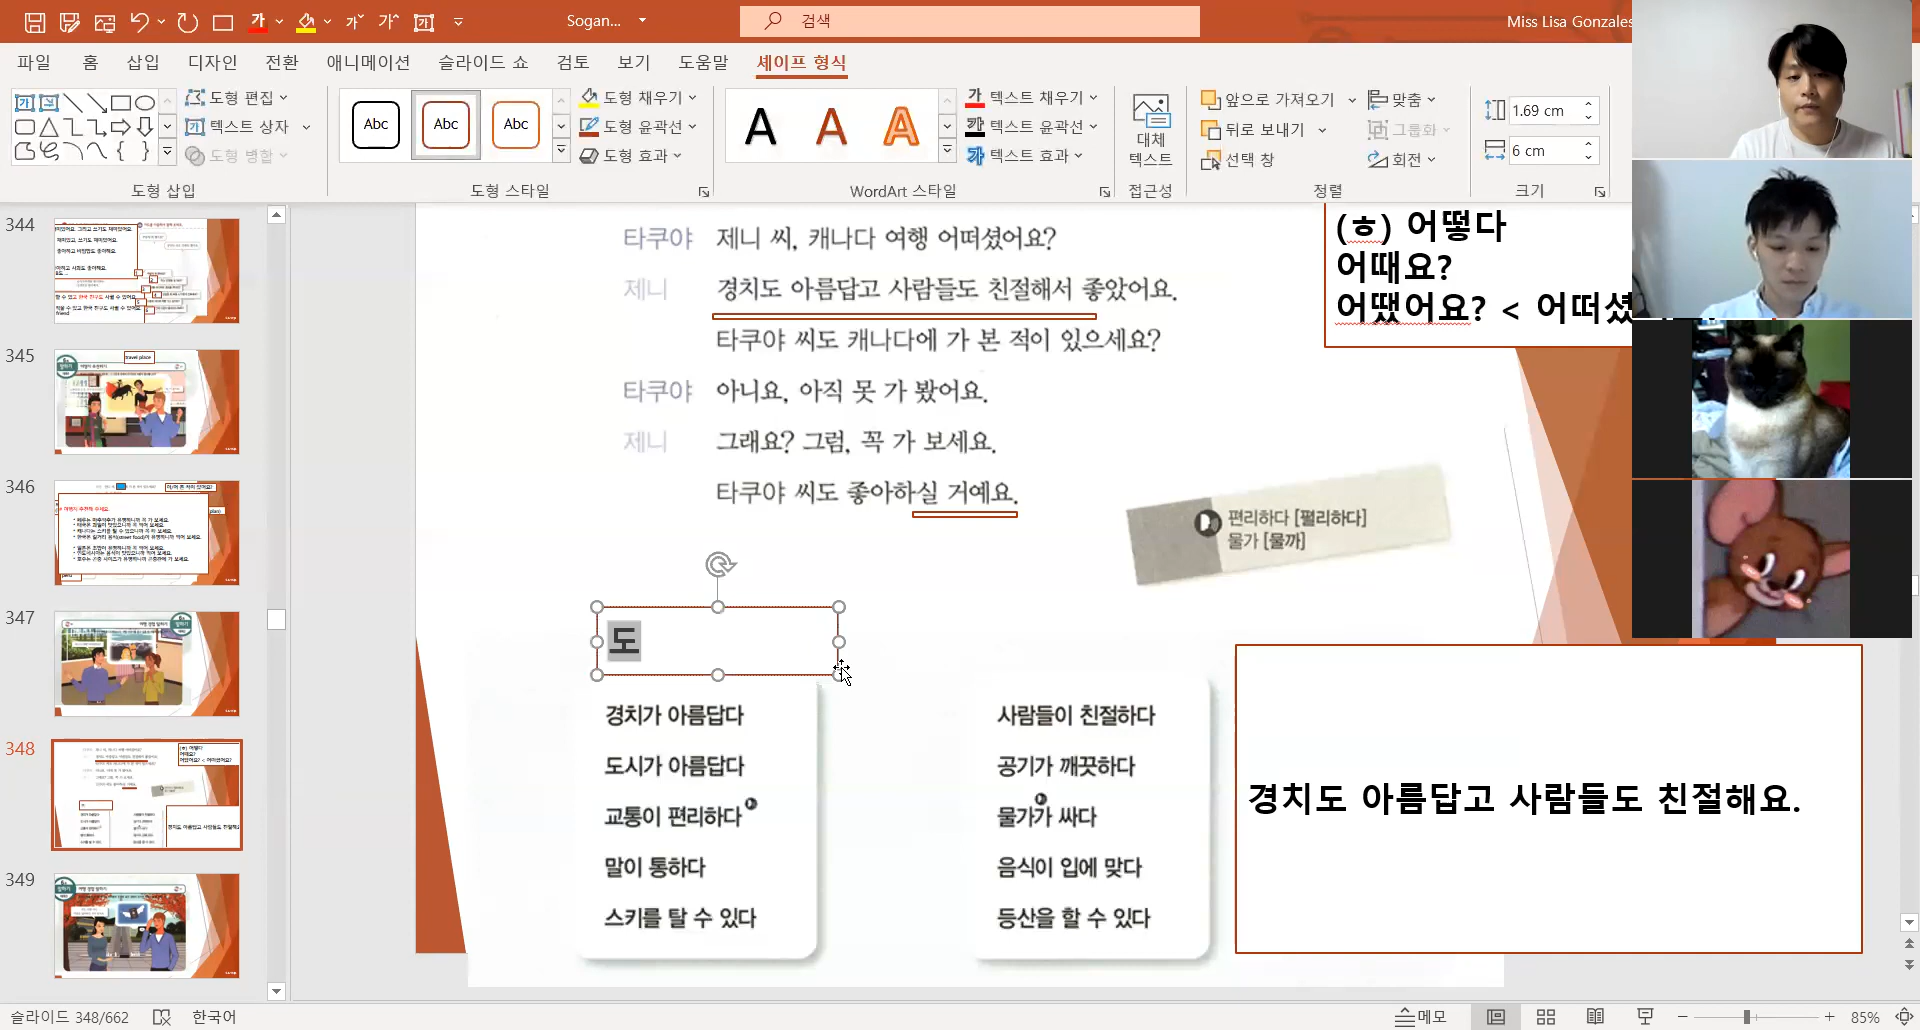 Sogan...
검색
Miss Lisa Gonzales
파일 홈 삽입 디자인 전환 애니메이션 슬라이드 쇼 검토 보기 도움말 셰이프 형식
도형 편집
텍스트 상자
도형 병합
도형 삽입
Abc Abc Abc
도형 채우기
도형 윤곽선
도형 효과
도형 스타일
A A A
텍스트 채우기
텍스트 윤곽선
텍스트 효과
WordArt 스타일
대체
텍스트
접근성
앞으로 가져오기
뒤로 보내기
선택 창
맞춤
그룹화
회전
정렬
1.69 cm
6 cm
크기
344
345
346
347
348
349
타쿠야 제니 씨, 캐나다 여행 어떠셨어요?
제니 경치도 아름답고 사람들도 친절해서 좋았어요.
타쿠야 씨도 캐나다에 가 본 적이 있으세요?
타쿠야 아니요, 아직 못 가 봤어요.
제니 그래요? 그럼, 꼭 가 보세요.
타쿠야 씨도 좋아하실 거예요.
(ㅎ) 어떻다
어때요?
어땠어요? < 어떠셨
편리하다 [펄리하다]
물가 [물까]
도
경치가 아름답다
도시가 아름답다
교통이 편리하다
말이 통하다
스키를 탈 수 있다
사람들이 친절하다
공기가 깨끗하다
물가가 싸다
음식이 입에 맞다
등산을 할 수 있다
경치도 아름답고 사람들도 친절해요.
슬라이드 348/662
한국어
메모
85%